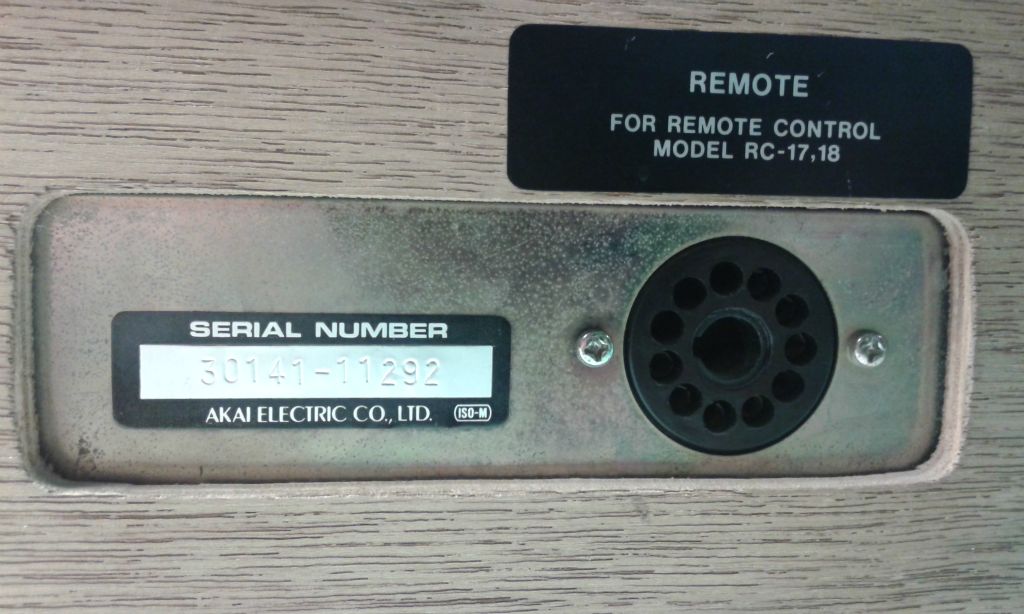 REMOTE
FOR REMOTE CONTROL
MODEL RC-17,18
SERIAL NUMBER
30141-11292
AKAI ELECTRIC CO., LTD. ISO-M